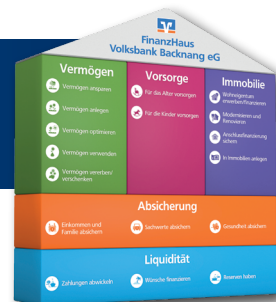 FinanzHaus
Volksbank Backnang eG
Vermögen
Vermögen ansparen
Vermögen anlegen
Vermögen optimieren
Vermögen verwenden
Vermögen vererben/
verschenken
Vorsorge
Für das Alter vorsorgen
Für die Kinder vorsorgen
Immobilie
Wohneigentum
erwerben/finanzieren
Modernisieren und
Renovieren
Anschlussfinanzierung
sichern
In Immobilien anlegen
Absicherung
Einkommen und
Familie absichern
Sachwerte absichern
Gesundheit absichern
Liquidität
Zahlungen abwickeln
Wünsche finanzieren
Reserven haben